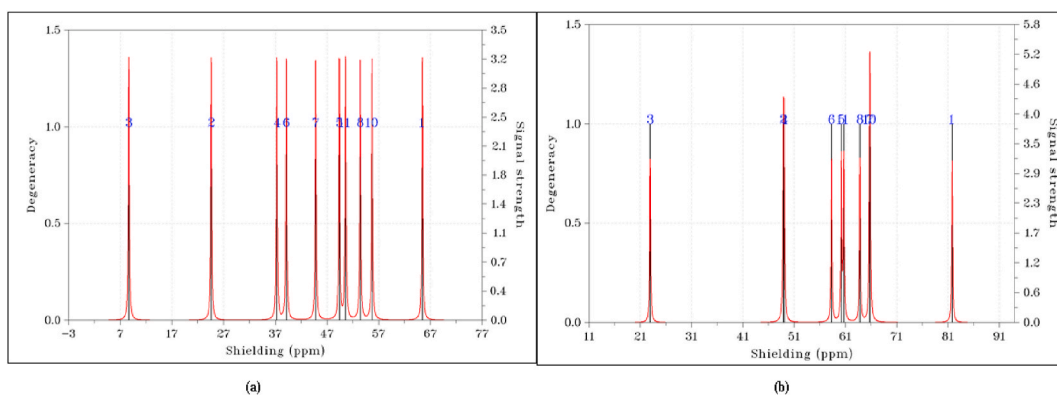 1.5
1.0
0.5
0.0
Degeneracy
3.5
3.2
2.8
2.5
2.1
1.8
1.4
1.1
0.7
0.4
0.0
Signal strength
3 2 4 6 7 5 11 8 10 1
−3 7 17 27 37 47 57 67 77
Shielding (ppm)
(a)
1.5
1.0
0.5
0.0
Degeneracy
5.8
5.2
4.6
4.0
3.5
2.9
2.3
1.7
1.2
0.6
0.0
Signal strength
3 6 8 10 1
11 21 31 41 51 61 71 81 91
Shielding (ppm)
(b)